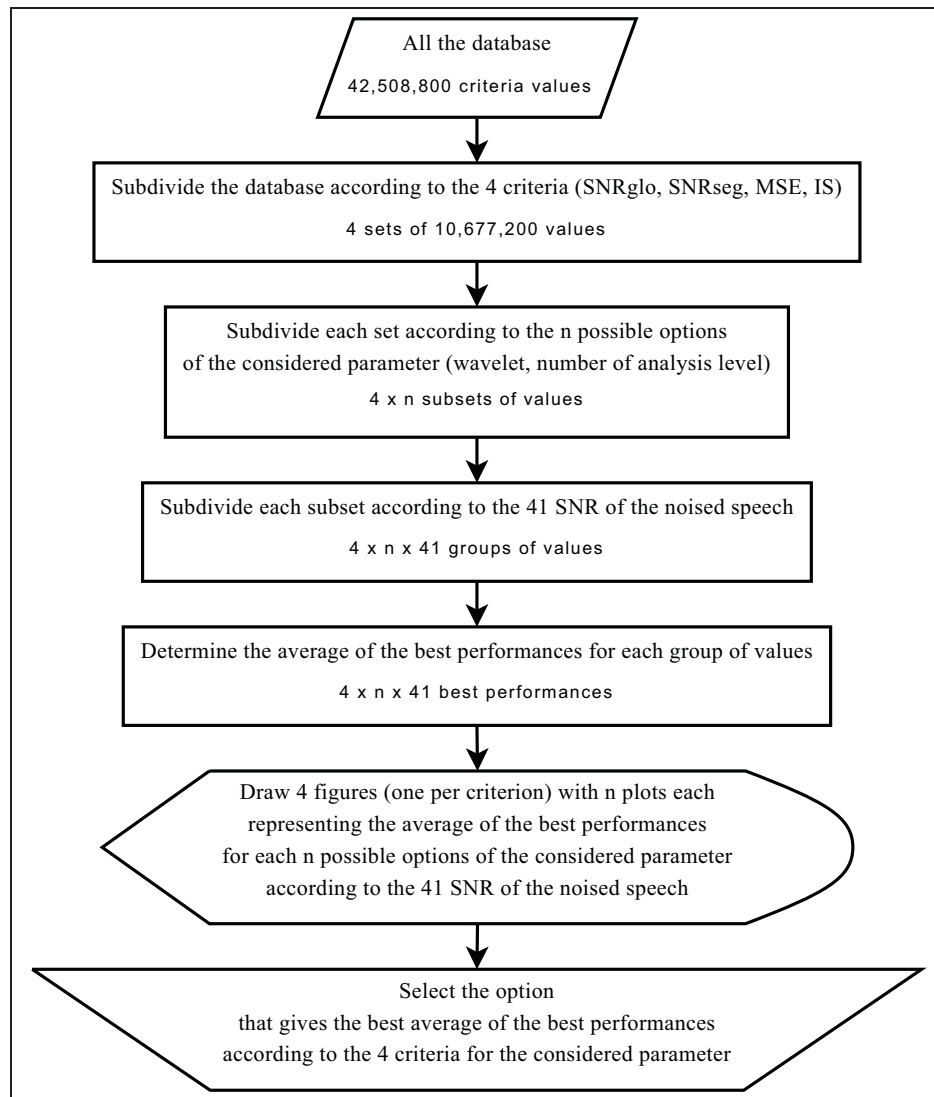 All the database
42,508,800 criteria values
Subdivide the database according to the 4 criteria (SNRglo, SNRseg, MSE, IS)
4 sets of 10,677,200 values
Subdivide each set according to the n possible options
of the considered parameter (wavelet, number of analysis level)
4 x n subsets of values
Subdivide each subset according to the 41 SNR of the noised speech
4 x n x 41 groups of values
Determine the average of the best performances for each group of values
4 x n x 41 best performances
Draw 4 figures (one per criterion) with n plots each
representing the average of the best performances
for each n possible options of the considered parameter
according to the 41 SNR of the noised speech
Select the option
that gives the best average of the best performances
according to the 4 criteria for the considered parameter